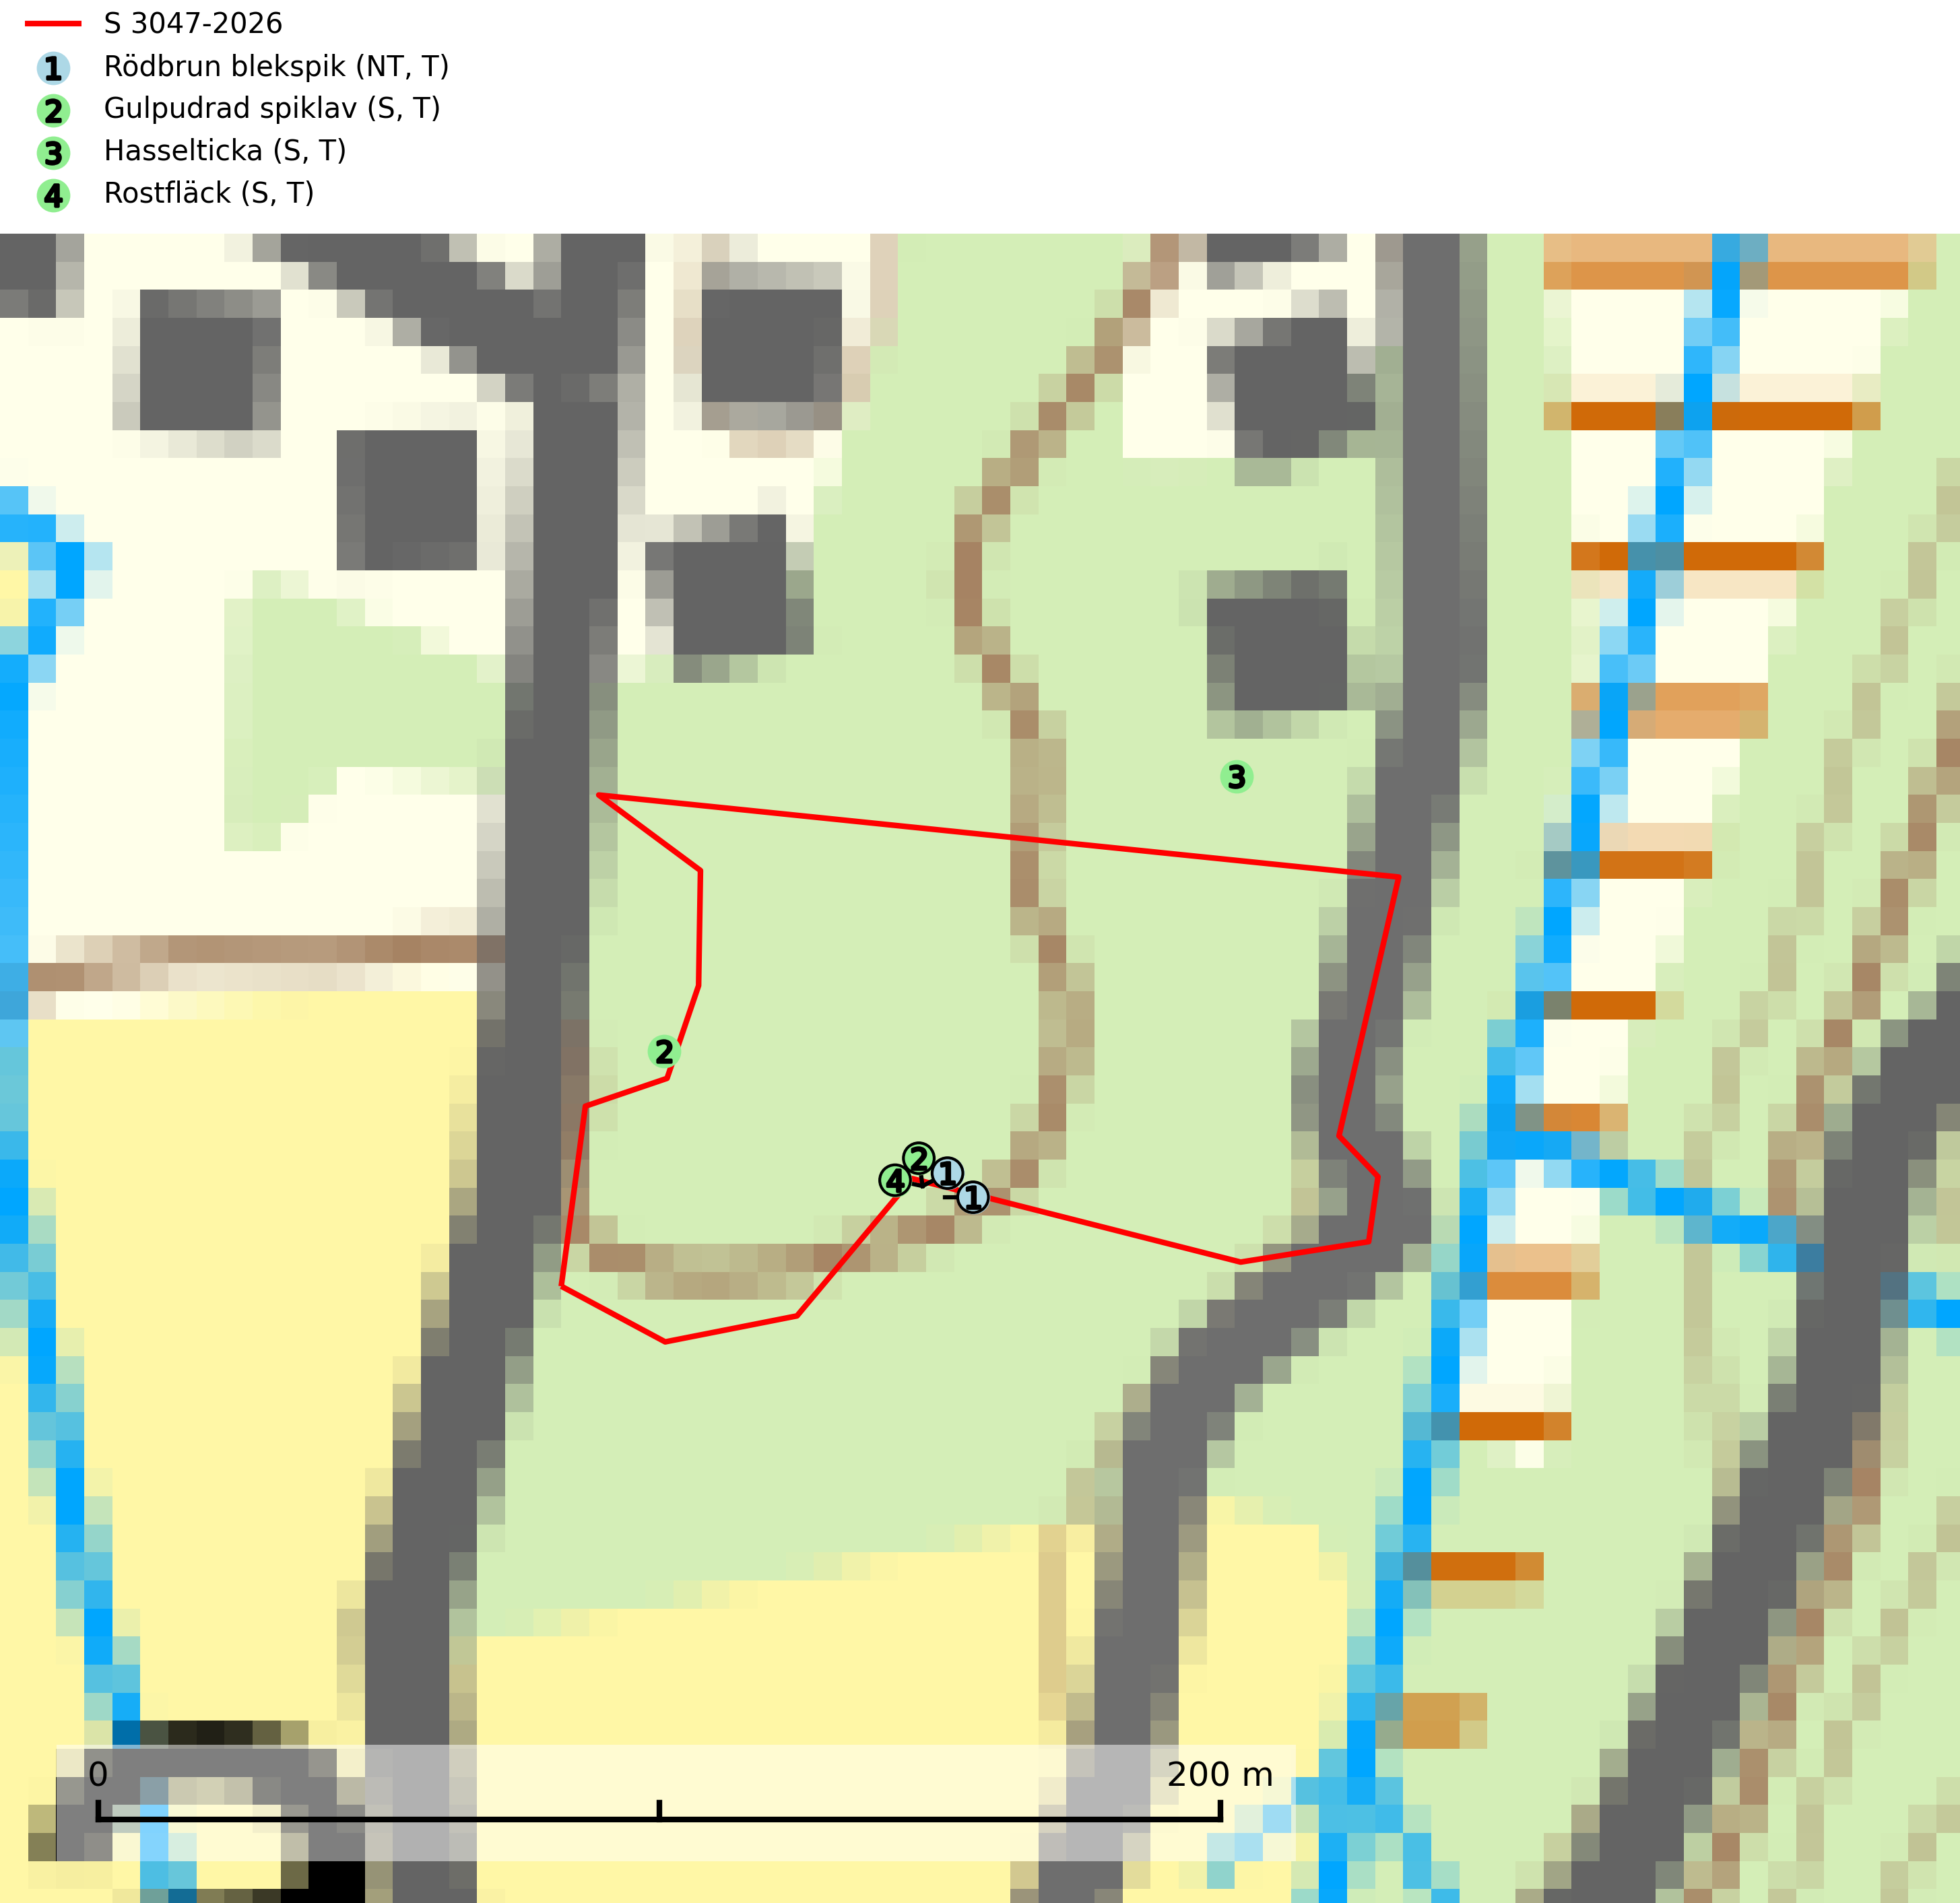 S 3047-2026
1 Rödbrun blekspik (NT, T)
2 Gulpudrad spiklav (S, T)
3 Hasselticka (S, T)
4 Rostfläck (S, T)
3
2
2
1
4
1
0 200 m